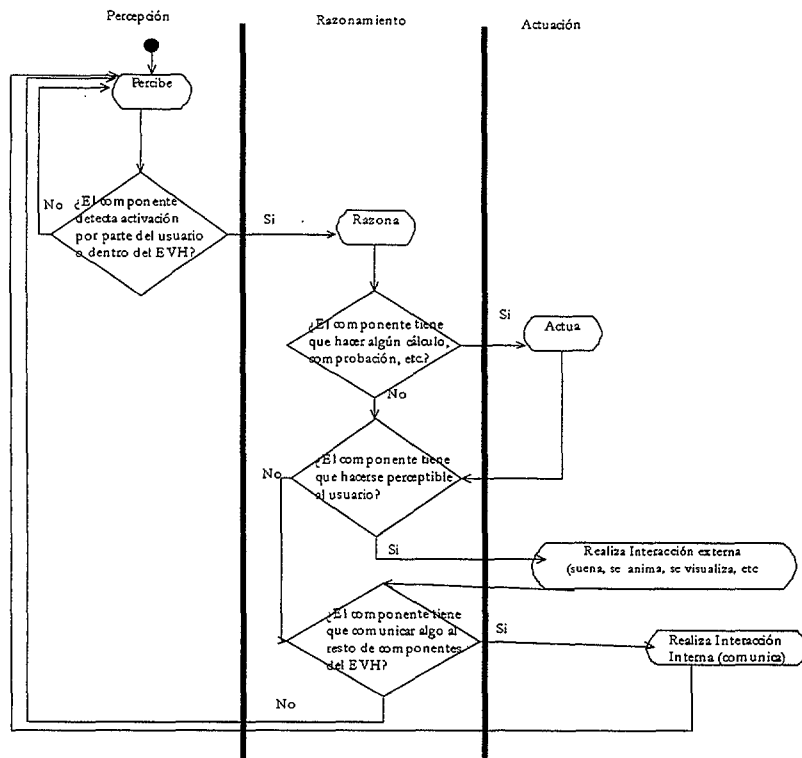 Percepción
Razonamiento
Actuación
Percibe
No
¿El componente
detecta activación
por parte del usuario
o dentro del EVH?
Si
Razona
¿El componente tiene
que hacer algún cálculo,
comprobación, etc.?
Si
Actua
No
¿El componente tiene
que hacerse perceptible
al usuario?
No
Si
Realiza Interacción externa
(suena, se anima, se visualiza, etc
¿El componente tiene
que comunicar algo al
resto de componentes
del EVH?
Si
Realiza Interacción
Interna (comunica)
No